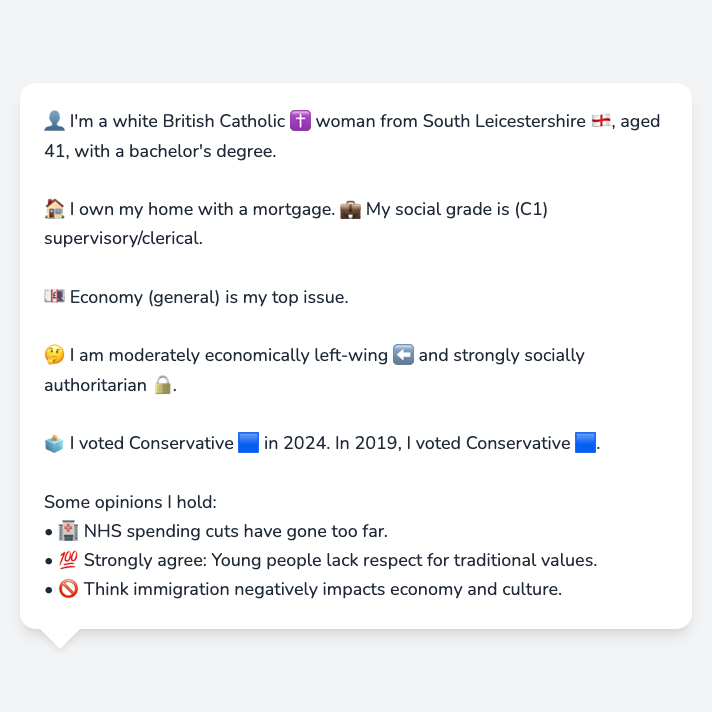 👤 I'm a white British Catholic ✝️ woman from South Leicestershire 🏴󠁧󠁢󠁥󠁮󠁧󠁿, aged
41, with a bachelor's degree.
🏠 I own my home with a mortgage. 💼 My social grade is (C1)
supervisory/clerical.
💷 Economy (general) is my top issue.
🤔 I am moderately economically left-wing ⬅️ and strongly socially
authoritarian 🔒.
🗳️ I voted Conservative 🟦 in 2024. In 2019, I voted Conservative 🟦.
Some opinions I hold:
• 🏥 NHS spending cuts have gone too far.
• 💯 Strongly agree: Young people lack respect for traditional values.
• 🚫 Think immigration negatively impacts economy and culture.